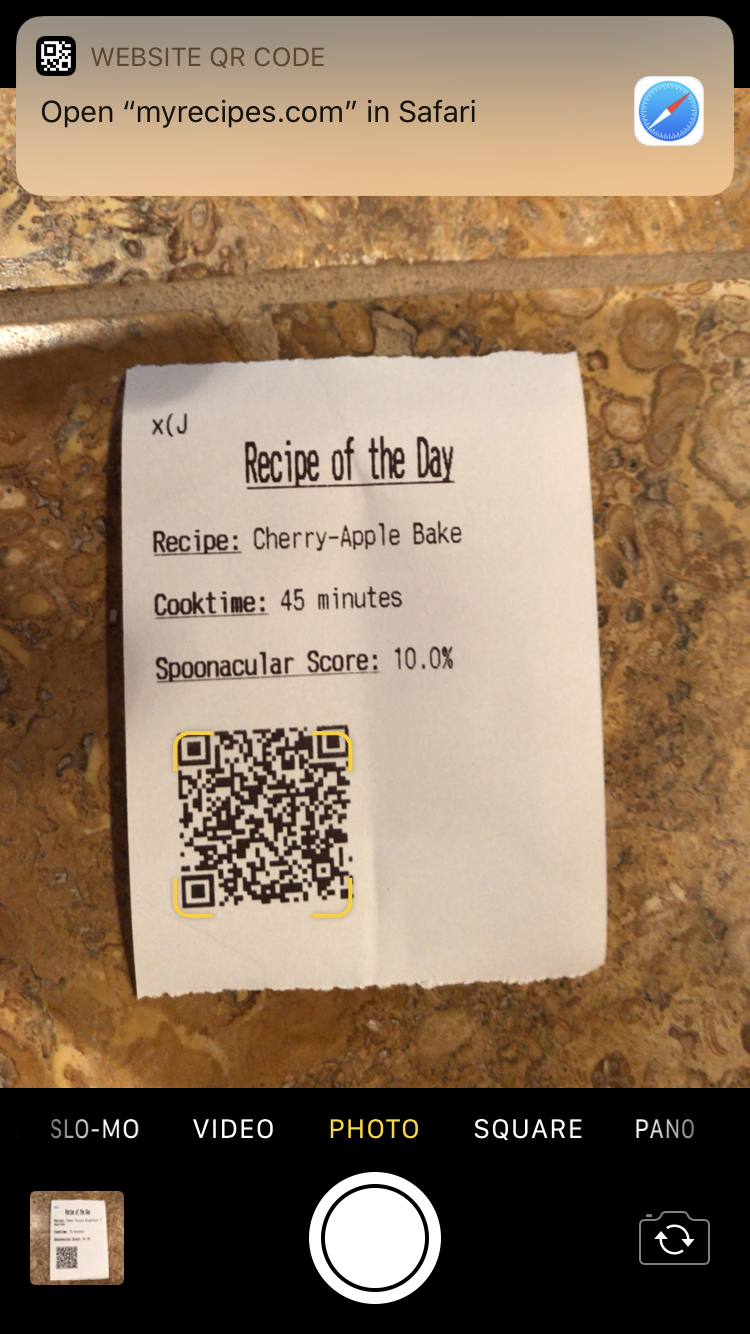 WEBSITE QR CODE
Open “myrecipes.com” in Safari
x(J
Recipe of the Day
Recipe: Cherry-Apple Bake
Cooktime: 45 minutes
Spoonacular Score: 10.0%
SLO-MO VIDEO PHOTO SQUARE PANO